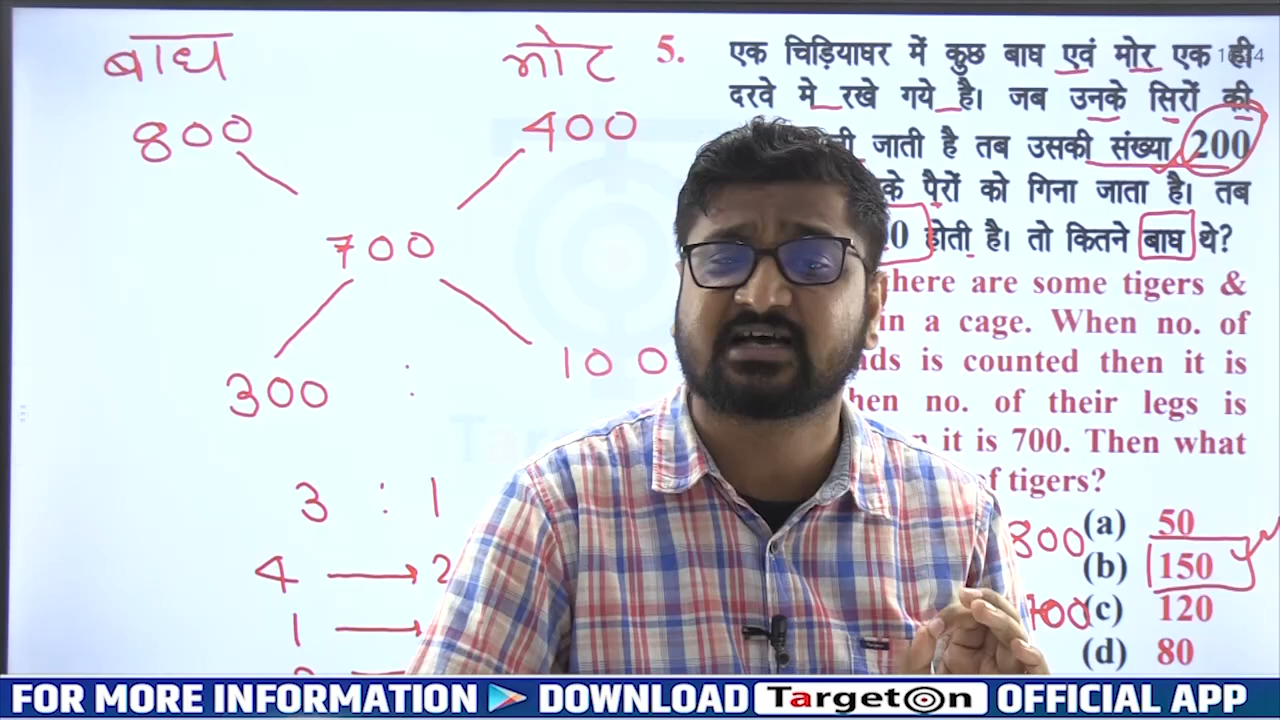 बाघ
मोर
800
400
700
300 : 100
3 : 1
4 → 2
1 →
5. एक चिड़ियाघर में कुछ बाघ एवं मोर एक ही
दरवे मे रखे गये है। जब उनके सिरों की
जाती है तब उसकी संख्या 200
पैरों को गिना जाता है। तब
होती है। तो कितने बाघ थे?
there are some tigers &
in a cage. When no. of
is counted then it is
no. of their legs is
it is 700. Then what
of tigers?
800
(a) 50
(b) 150
(c) 120
(d) 80
FOR MORE INFORMATION DOWNLOAD Targeton OFFICIAL APP